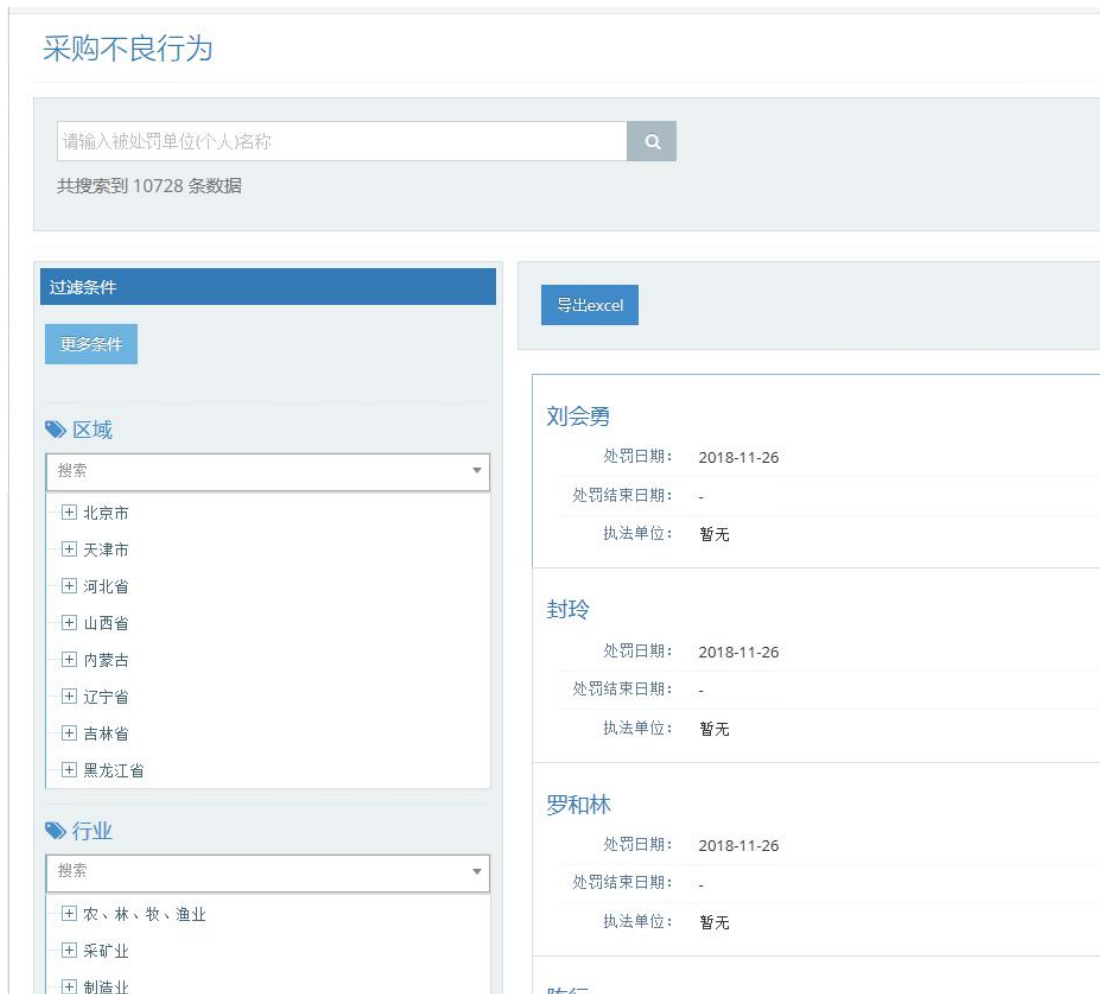 采购不良行为
请输入被处罚单位(个人)名称
共搜索到 10728 条数据
过滤条件
更多条件
区域
搜索
北京市
天津市
河北省
山西省
内蒙古
辽宁省
吉林省
黑龙江省
行业
搜索
农、林、牧、渔业
采矿业
制造业
导出excel
刘会勇
处罚日期： 2018-11-26
处罚结束日期： -
执法单位： 暂无
封玲
处罚日期： 2018-11-26
处罚结束日期： -
执法单位： 暂无
罗和林
处罚日期： 2018-11-26
处罚结束日期： -
执法单位： 暂无